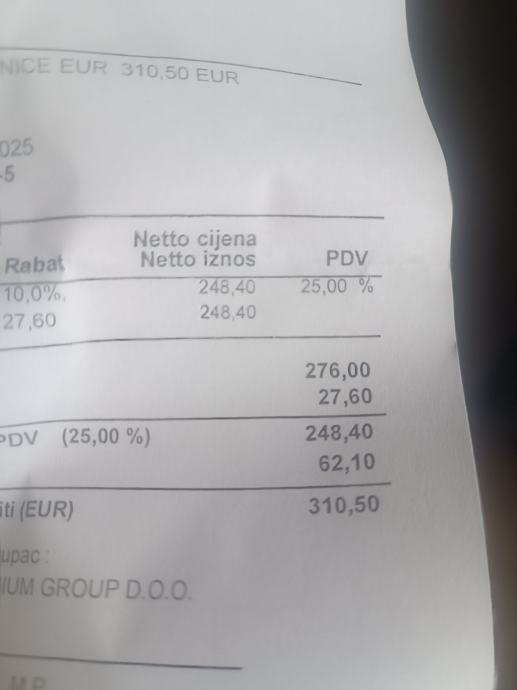 NICE EUR 310,50 EUR
025
-5
Netto cijena
Rabat Netto iznos PDV
10,0%, 248,40 25,00 %
27,60 248,40
276,00
27,60
PDV (25,00 %) 248,40
62,10
iti (EUR) 310,50
upac :
IUM GROUP D.O.O.
M.P.